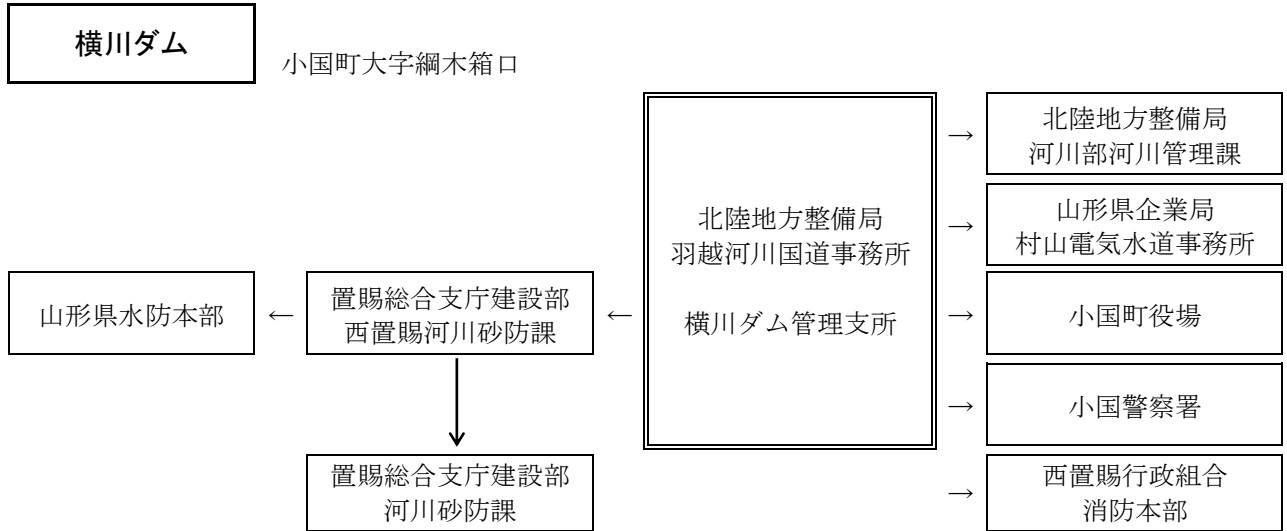 横川ダム
小国町大字綱木箱口
北陸地方整備局
羽越河川国道事務所
横川ダム管理支所
→
北陸地方整備局
河川部河川管理課
→
山形県企業局
村山電気水道事務所
→
小国町役場
→
小国警察署
→
西置賜行政組合
消防本部
←
置賜総合支庁建設部
西置賜河川砂防課
←
山形県水防本部
置賜総合支庁建設部
河川砂防課